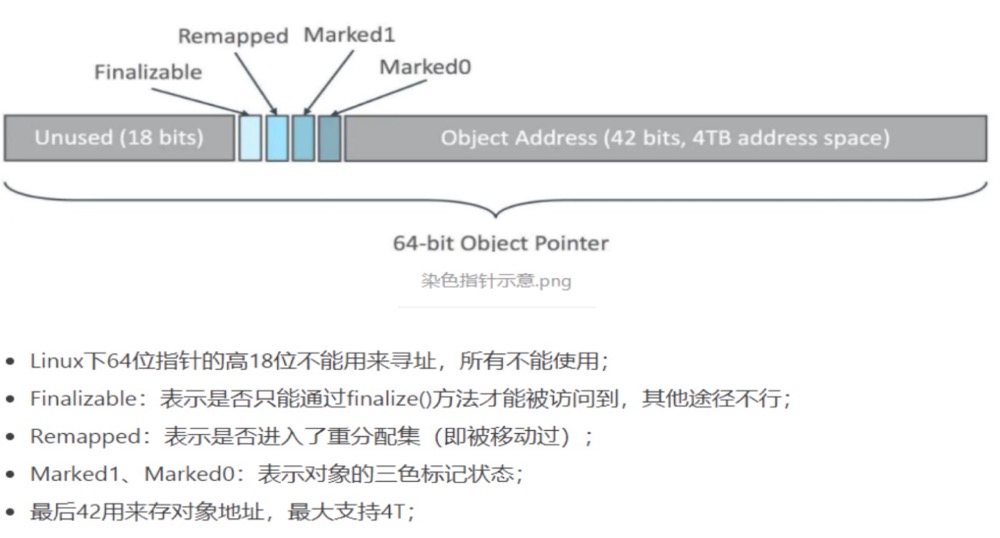 Remapped Marked1
Finalizable
Marked0
Unused (18 bits)
Object Address (42 bits, 4TB address space)
64-bit Object Pointer
染色指针示意.png
Linux下64位指针的高18位不能用来寻址，所有不能使用；
Finalizable：表示是否只能通过finalize()方法才能被访问到，其他途径不行；
Remapped：表示是否进入了重分配集（即被移动过）；
Marked1、Marked0：表示对象的三色标记状态；
最后42用来存对象地址，最大支持4T；